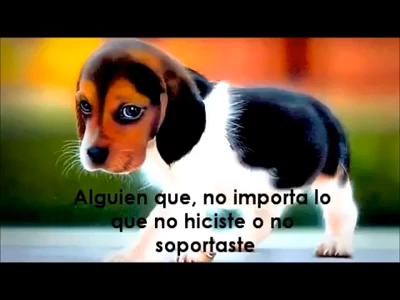 Alguien que, no importa lo
que no hiciste o no
soportaste